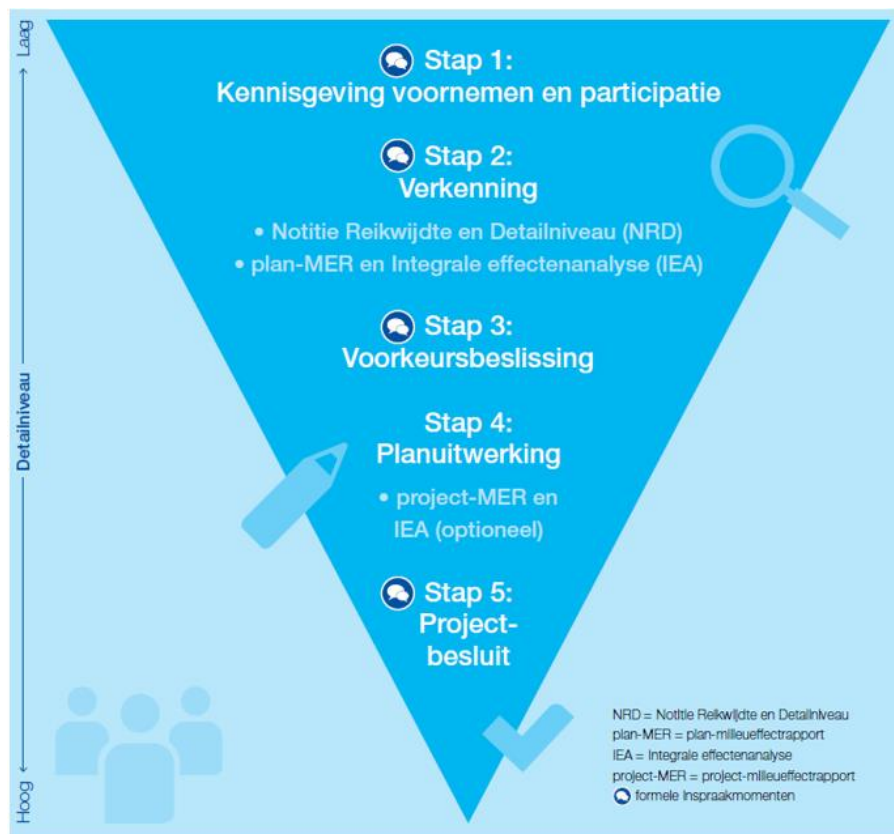 Laag
Detailniveau
Hoog
Stap 1:
Kennisgeving voornemen en participatie
Stap 2:
Verkenning
• Notitie Reikwijdte en Detailniveau (NRD)
• plan-MER en Integrale effectenanalyse (IEA)
Stap 3:
Voorkeursbeslissing
Stap 4:
Planuitwerking
• project-MER en
IEA (optioneel)
Stap 5:
Project-
besluit
NRD = Notitie Reikwijdte en Detailniveau
plan-MER = plan-milieueffectrapport
IEA = Integrale effectenanalyse
project-MER = project-milieueffectrapport
formele inspraakmomenten